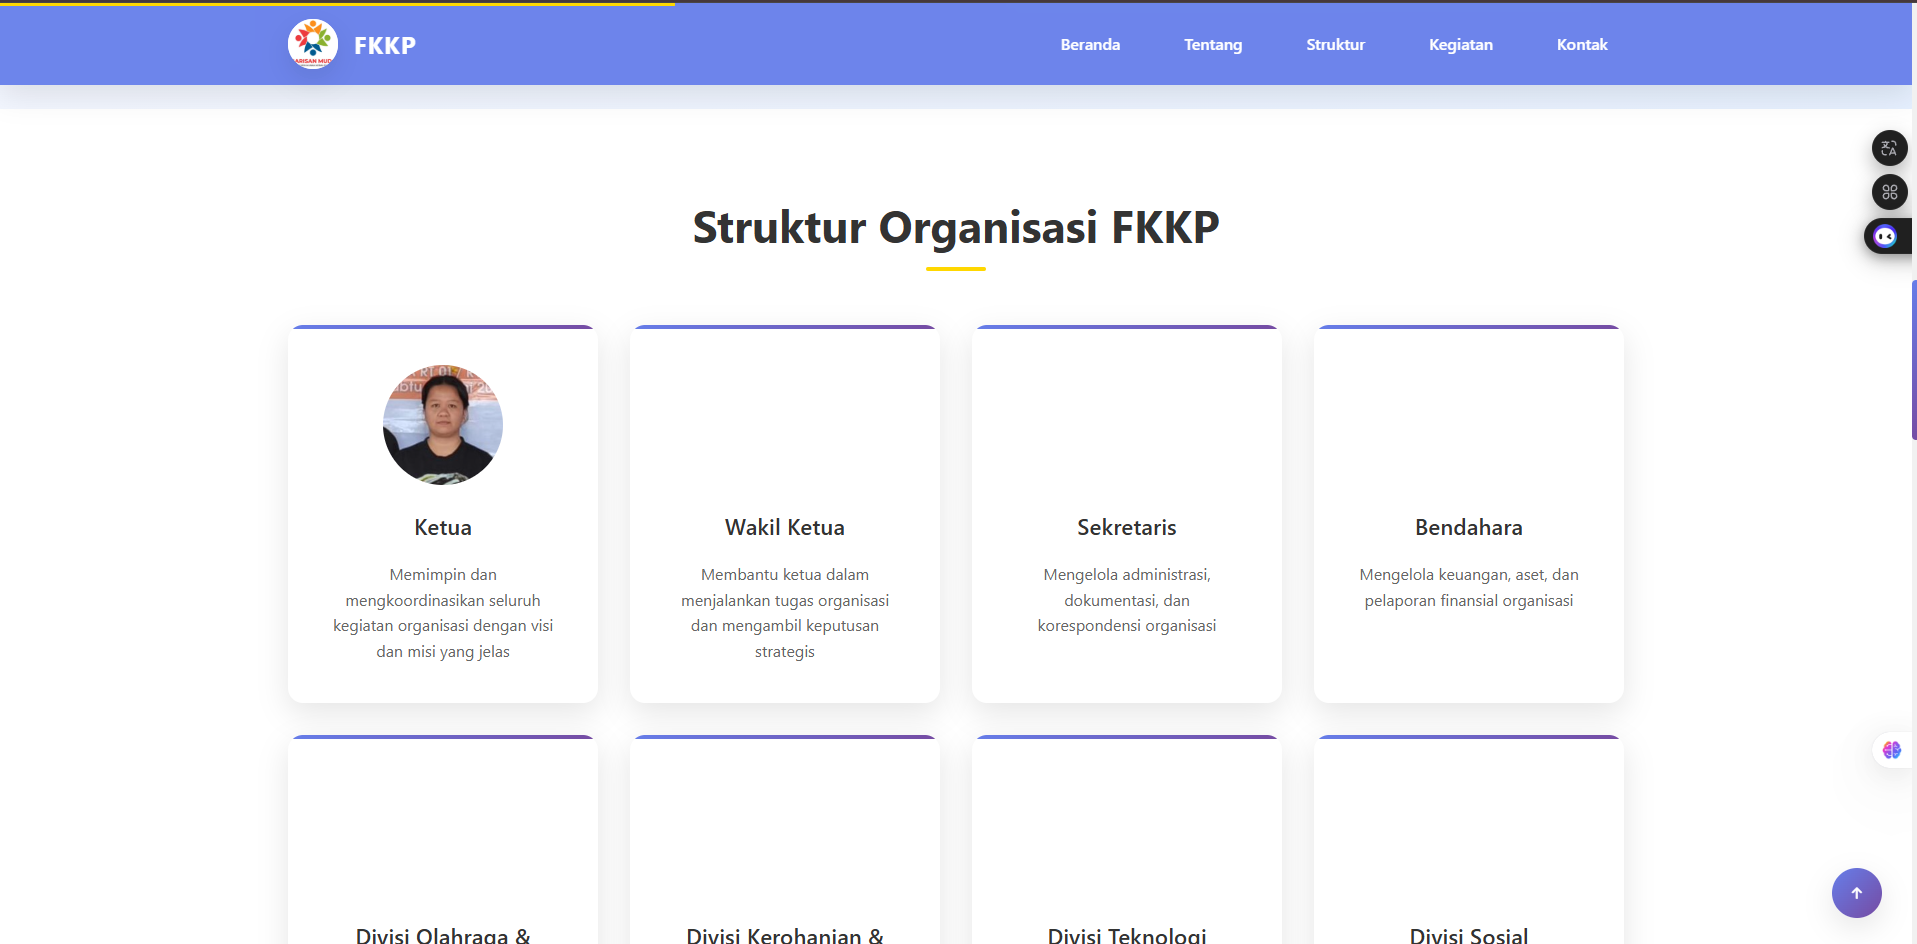 FKKP
Beranda
Tentang
Struktur
Kegiatan
Kontak
Struktur Organisasi FKKP
Ketua
Memimpin dan
mengkoordinasikan seluruh
kegiatan organisasi dengan visi
dan misi yang jelas
Wakil Ketua
Membantu ketua dalam
menjalankan tugas organisasi
dan mengambil keputusan
strategis
Sekretaris
Mengelola administrasi,
dokumentasi, dan
korespondensi organisasi
Bendahara
Mengelola keuangan, aset, dan
pelaporan finansial organisasi
Divisi Olahraga &
Divisi Kerohanian &
Divisi Teknologi
Divisi Sosial